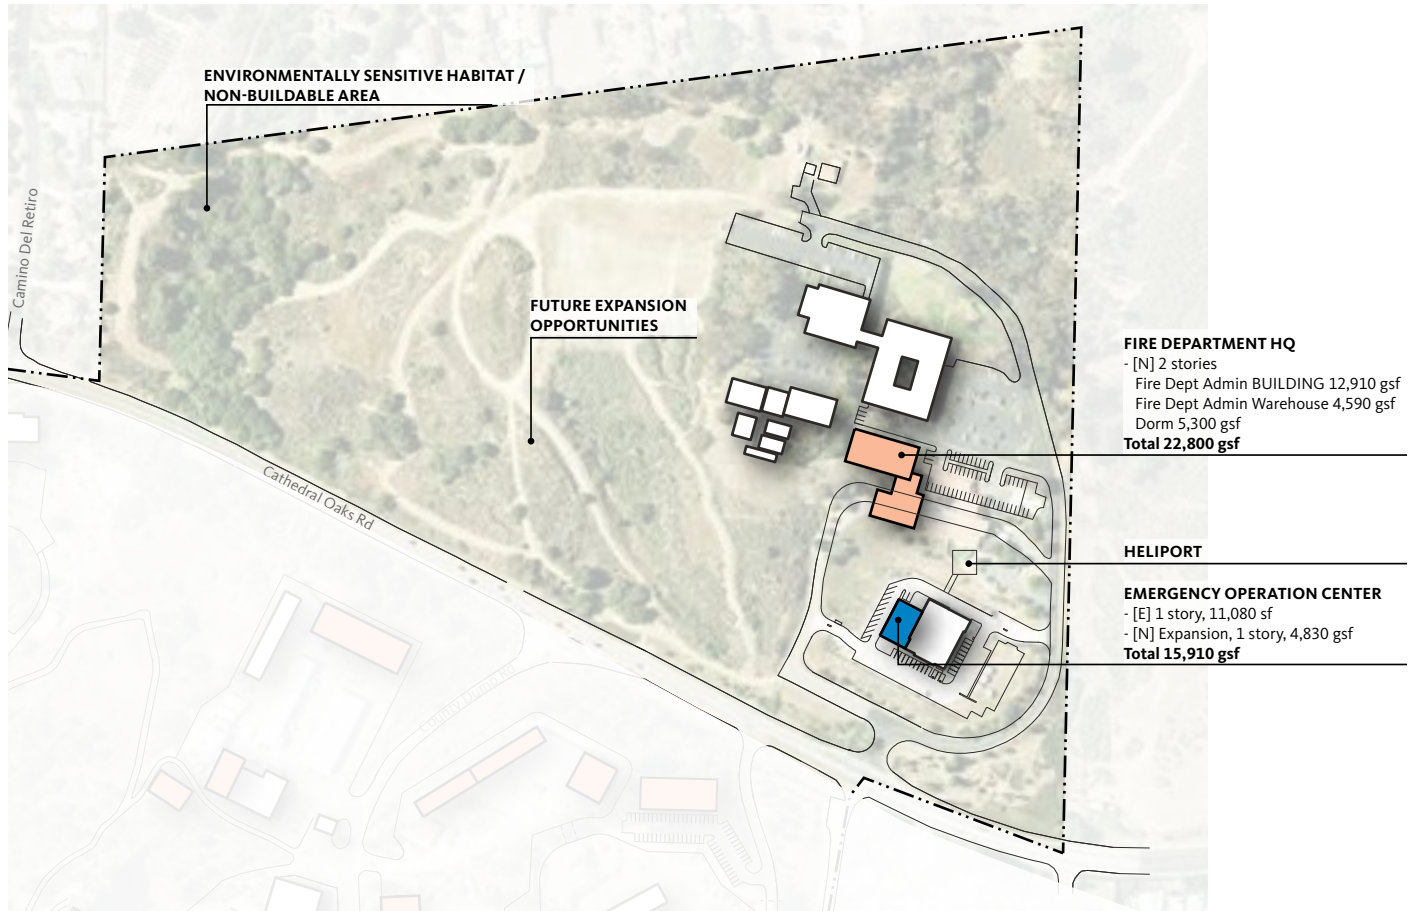 ENVIRONMENTALLY SENSITIVE HABITAT /
NON-BUILDABLE AREA
Camino Del Retiro
FUTURE EXPANSION
OPPORTUNITIES
FIRE DEPARTMENT HQ
- [N] 2 stories
Fire Dept Admin BUILDING 12,910 gsf
Fire Dept Admin Warehouse 4,590 gsf
Dorm 5,300 gsf
Total 22,800 gsf
Cathedral Oaks Rd
HELIPORT
EMERGENCY OPERATION CENTER
- [E] 1 story, 11,080 sf
- [N] Expansion, 1 story, 4,830 gsf
Total 15,910 gsf
County Dump Rd